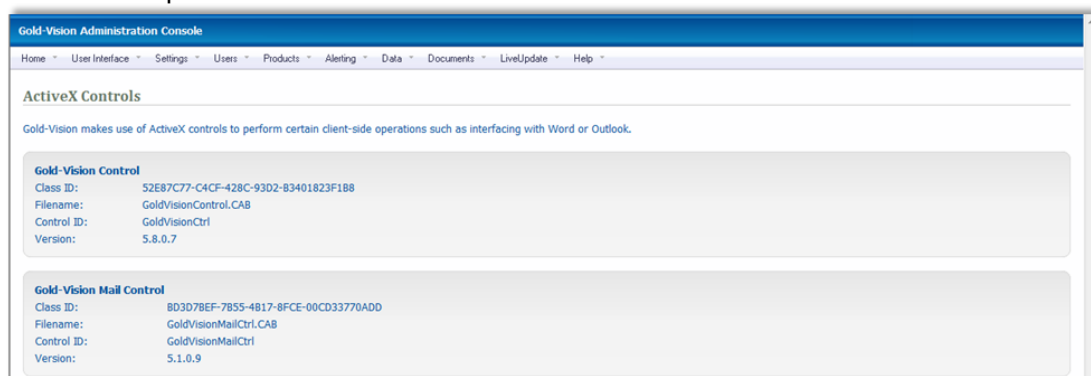 Gold-Vision Administration Console
Home User Interface Settings Users Products Alerting Data Documents LiveUpdate Help
ActiveX Controls
Gold-Vision makes use of ActiveX controls to perform certain client-side operations such as interfacing with Word or Outlook.
Gold-Vision Control
Class ID: 52E87C77-C4CF-428C-93D2-B3401823F1B8
Filename: GoldVisionControl.CAB
Control ID: GoldVisionCtrl
Version: 5.8.0.7
Gold-Vision Mail Control
Class ID: BD3D7BEF-7B55-4B17-8FCE-00CD33770ADD
Filename: GoldVisionMailCtrl.CAB
Control ID: GoldVisionMailCtrl
Version: 5.1.0.9